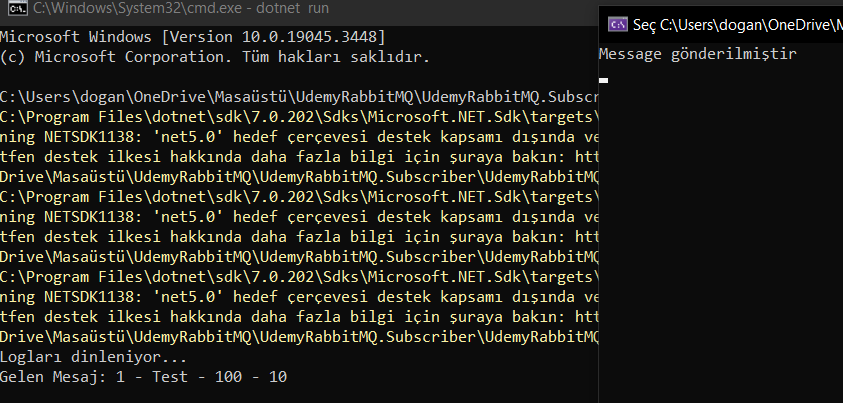 C:\Windows\System32\cmd.exe - dotnet run
Microsoft Windows [Version 10.0.19045.3448]
(c) Microsoft Corporation. Tüm hakları saklıdır.
C:\Users\dogan\OneDrive\Masaüstü\UdemyRabbitMQ\UdemyRabbitMQ.Subscr
C:\Program Files\dotnet\sdk\7.0.202\Sdks\Microsoft.NET.Sdk\targets\
ning NETSDK1138: 'net5.0' hedef çerçevesi destek kapsamı dışında ve
tfen destek ilkesi hakkında daha fazla bilgi için şuraya bakın: htt
Drive\Masaüstü\UdemyRabbitMQ\UdemyRabbitMQ.Subscriber\UdemyRabbitMQ
C:\Program Files\dotnet\sdk\7.0.202\Sdks\Microsoft.NET.Sdk\targets\
ning NETSDK1138: 'net5.0' hedef çerçevesi destek kapsamı dışında ve
tfen destek ilkesi hakkında daha fazla bilgi için şuraya bakın: htt
Drive\Masaüstü\UdemyRabbitMQ\UdemyRabbitMQ.Subscriber\UdemyRabbitMQ
C:\Program Files\dotnet\sdk\7.0.202\Sdks\Microsoft.NET.Sdk\targets\
ning NETSDK1138: 'net5.0' hedef çerçevesi destek kapsamı dışında ve
tfen destek ilkesi hakkında daha fazla bilgi için şuraya bakın: htt
Drive\Masaüstü\UdemyRabbitMQ\UdemyRabbitMQ.Subscriber\UdemyRabbitMQ
Logları dinleniyor...
Gelen Mesaj: 1 - Test - 100 - 10
Seç C:\Users\dogan\OneDrive\M
Message gönderilmiştir